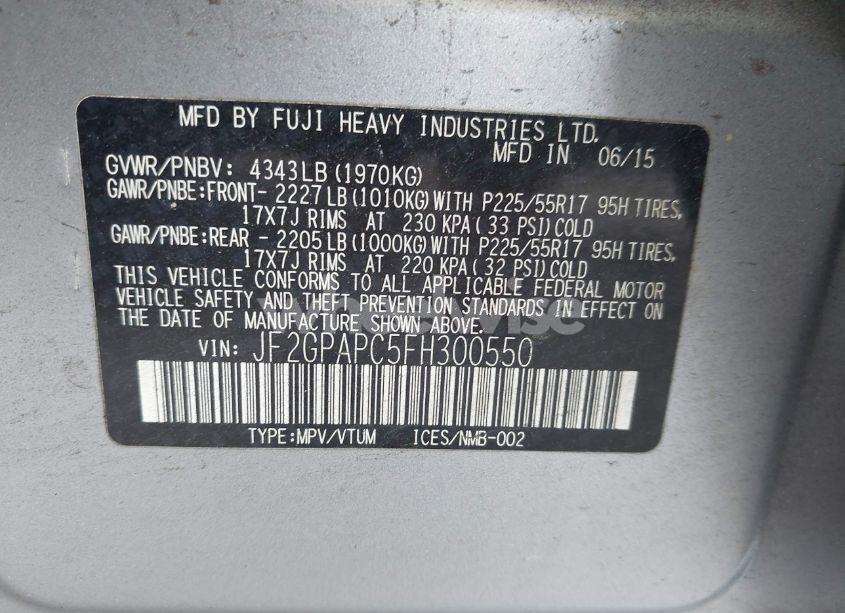 MFD BY FUJI HEAVY INDUSTRIES LTD.
MFD IN 06/15
GVWR/PNBV: 4343LB (1970KG)
GAWR/PNBE:FRONT- 2227LB(1010KG)WITH P225/55R17 95H TIRES,
17X7J RIMS AT 230 KPA( 33 PSI)COLD
GAWR/PNBE:REAR - 2205LB(1000KG)WITH P225/55R17 95H TIRES,
17X7J RIMS AT 220 KPA( 32 PSI)COLD
THIS VEHICLE CONFORMS TO ALL APPLICABLE FEDERAL MOTOR
VEHICLE SAFETY AND THEFT PREVENTION STANDARDS IN EFFECT ON
THE DATE OF MANUFACTURE SHOWN ABOVE.
VIN: JF2GPAPC5FH300550
TYPE:MPV/VTUM ICES/NMB-002